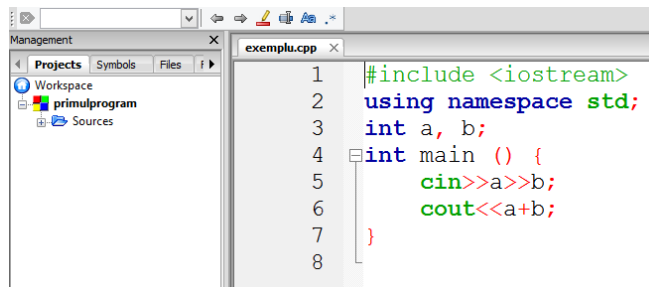 Management
Projects Symbols Files F
Workspace
primulprogram
Sources
exemplu.cpp
1 #include <iostream>
2 using namespace std;
3 int a, b;
4 int main () {
5 cin>>a>>b;
6 cout<<a+b;
7 }
8